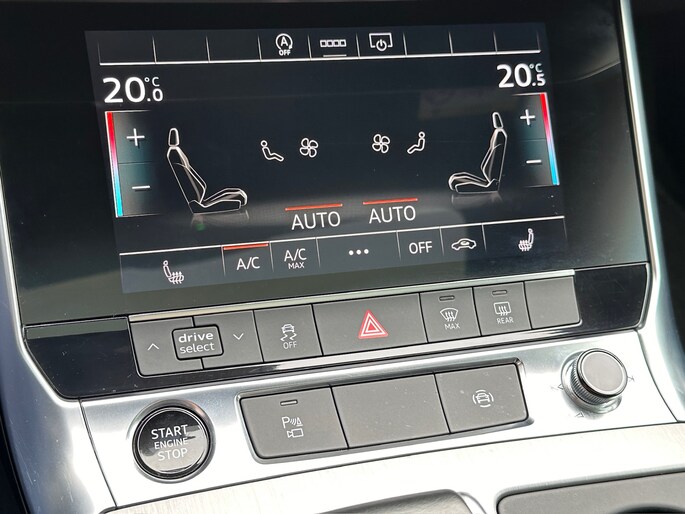 A
OFF
20.0 °C
20.5 °C
+
+
−
−
AUTO
AUTO
A/C
A/C
MAX
•••
OFF
drive
select
OFF
MAX
REAR
START
ENGINE
STOP
P